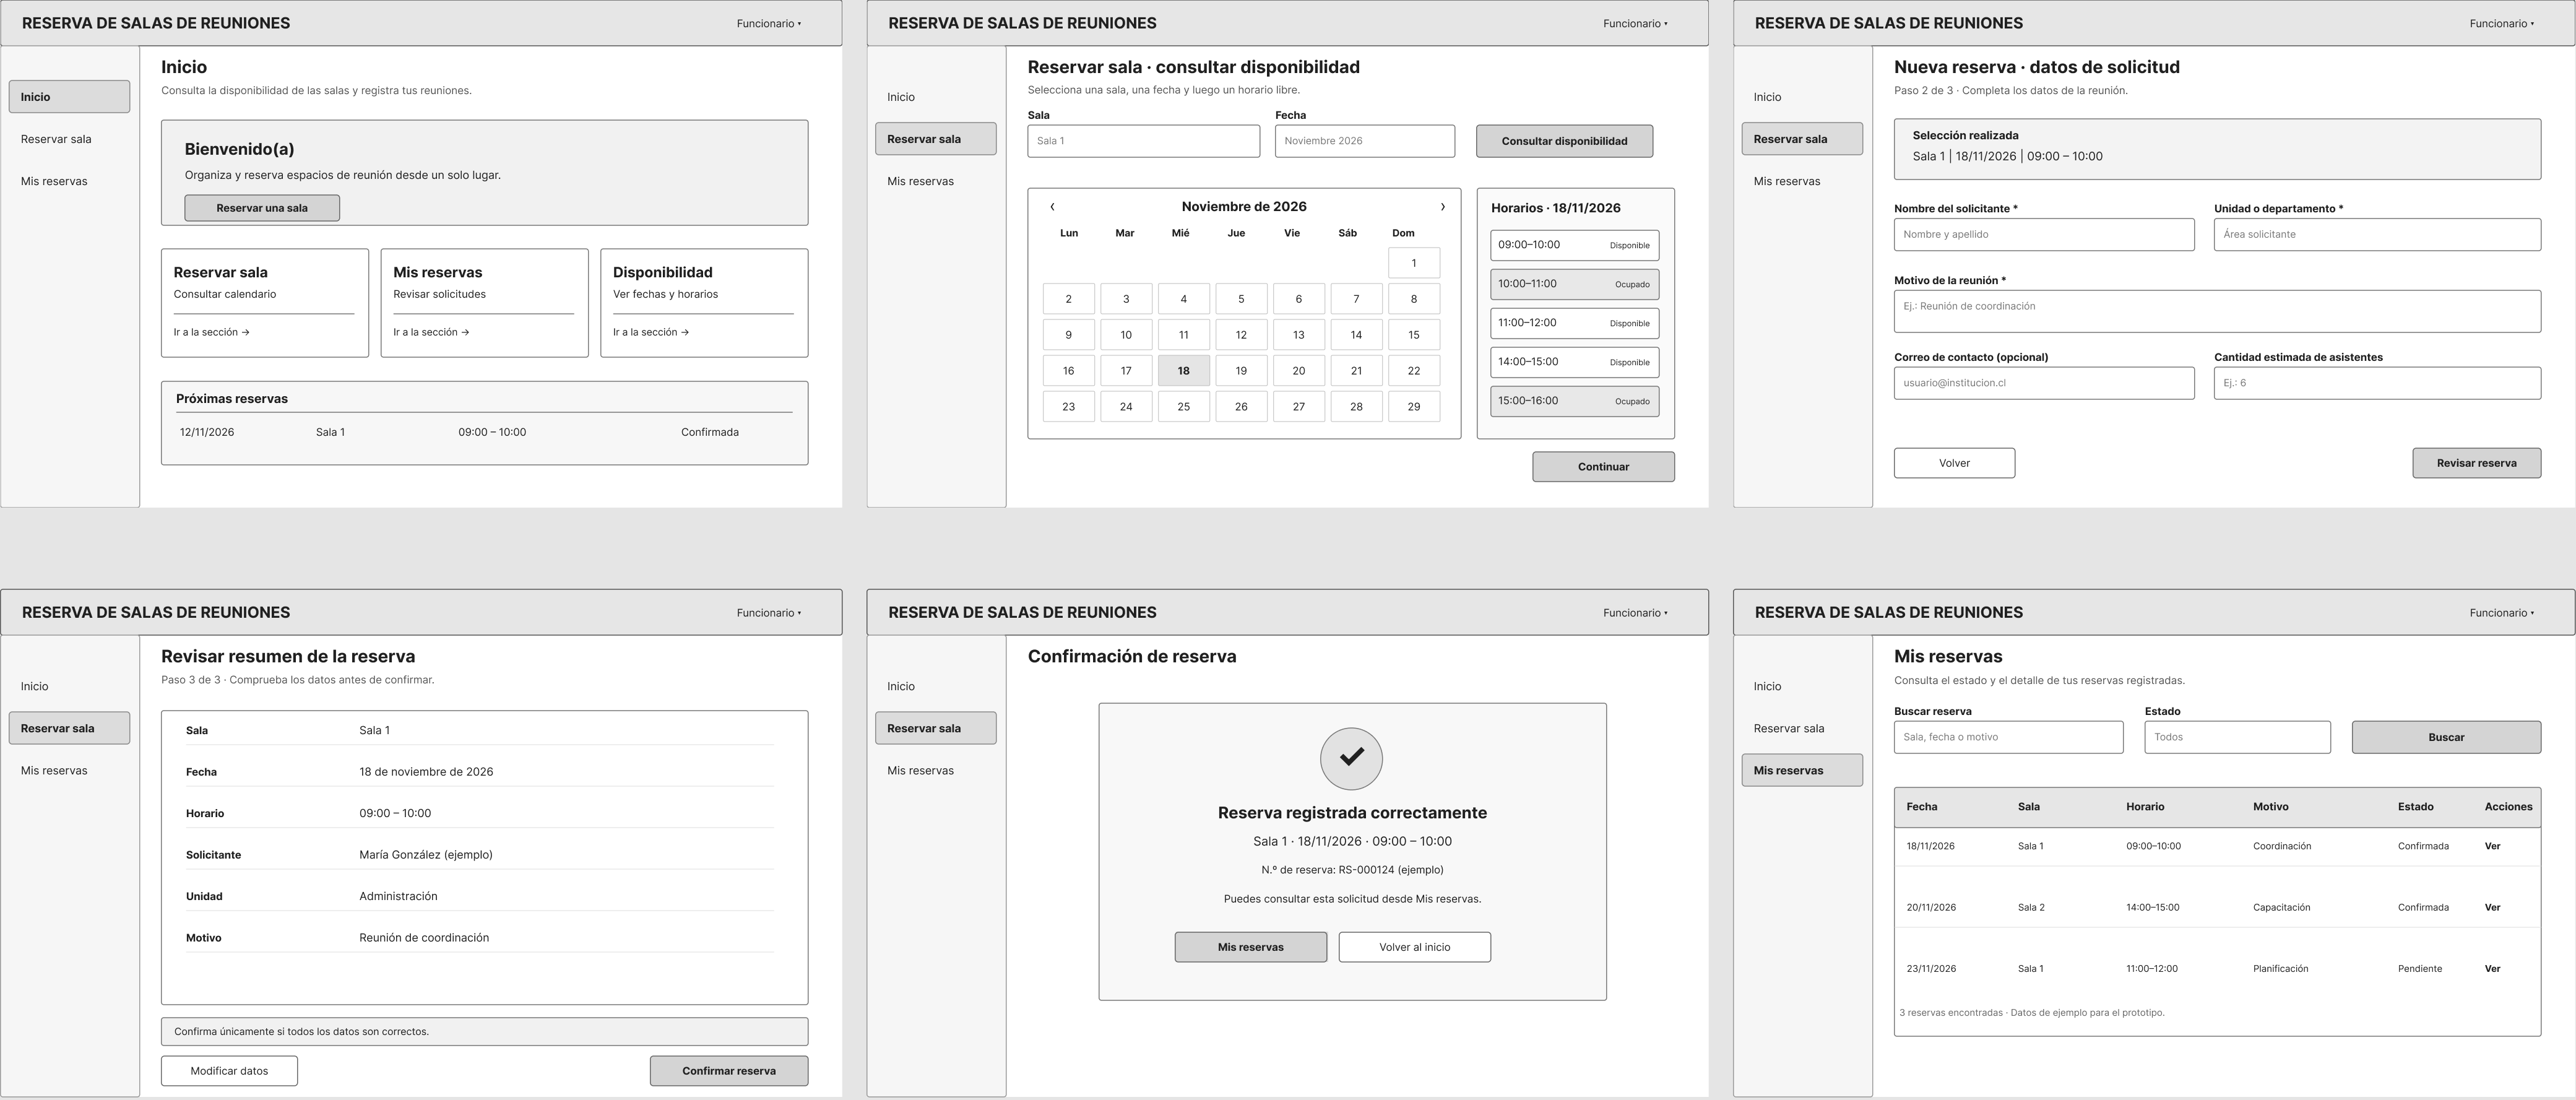 RESERVA DE SALAS DE REUNIONES
Funcionario ▾
Inicio
Reservar sala
Mis reservas
Inicio
Consulta la disponibilidad de las salas y registra tus reuniones.
Bienvenido(a)
Organiza y reserva espacios de reunión desde un solo lugar.
Reservar una sala
Reservar sala
Consultar calendario
Ir a la sección →
Mis reservas
Revisar solicitudes
Ir a la sección →
Disponibilidad
Ver fechas y horarios
Ir a la sección →
Próximas reservas
12/11/2026 Sala 1 09:00 – 10:00 Confirmada
RESERVA DE SALAS DE REUNIONES
Funcionario ▾
Inicio
Reservar sala
Mis reservas
Reservar sala · consultar disponibilidad
Selecciona una sala, una fecha y luego un horario libre.
Sala
Sala 1
Fecha
Noviembre 2026
Consultar disponibilidad
‹ Noviembre de 2026 ›
Lun Mar Mié Jue Vie Sáb Dom
1
2 3 4 5 6 7 8
9 10 11 12 13 14 15
16 17 18 19 20 21 22
23 24 25 26 27 28 29
Horarios · 18/11/2026
09:00–10:00 Disponible
10:00–11:00 Ocupado
11:00–12:00 Disponible
14:00–15:00 Disponible
15:00–16:00 Ocupado
Continuar
RESERVA DE SALAS DE REUNIONES
Funcionario ▾
Inicio
Reservar sala
Mis reservas
Nueva reserva · datos de solicitud
Paso 2 de 3 · Completa los datos de la reunión.
Selección realizada
Sala 1 | 18/11/2026 | 09:00 – 10:00
Nombre del solicitante *
Nombre y apellido
Unidad o departamento *
Área solicitante
Motivo de la reunión *
Ej.: Reunión de coordinación
Correo de contacto (opcional)
usuario@institucion.cl
Cantidad estimada de asistentes
Ej.: 6
Volver
Revisar reserva
RESERVA DE SALAS DE REUNIONES
Funcionario ▾
Inicio
Reservar sala
Mis reservas
Revisar resumen de la reserva
Paso 3 de 3 · Comprueba los datos antes de confirmar.
Sala Sala 1
Fecha 18 de noviembre de 2026
Horario 09:00 – 10:00
Solicitante María González (ejemplo)
Unidad Administración
Motivo Reunión de coordinación
Confirma únicamente si todos los datos son correctos.
Modificar datos
Confirmar reserva
RESERVA DE SALAS DE REUNIONES
Funcionario ▾
Inicio
Reservar sala
Mis reservas
Confirmación de reserva
Reserva registrada correctamente
Sala 1 · 18/11/2026 · 09:00 – 10:00
N.º de reserva: RS-000124 (ejemplo)
Puedes consultar esta solicitud desde Mis reservas.
Mis reservas
Volver al inicio
RESERVA DE SALAS DE REUNIONES
Funcionario ▾
Inicio
Reservar sala
Mis reservas
Mis reservas
Consulta el estado y el detalle de tus reservas registradas.
Buscar reserva
Sala, fecha o motivo
Estado
Todos
Buscar
Fecha Sala Horario Motivo Estado Acciones
18/11/2026 Sala 1 09:00–10:00 Coordinación Confirmada Ver
20/11/2026 Sala 2 14:00–15:00 Capacitación Confirmada Ver
23/11/2026 Sala 1 11:00–12:00 Planificación Pendiente Ver
3 reservas encontradas · Datos de ejemplo para el prototipo.